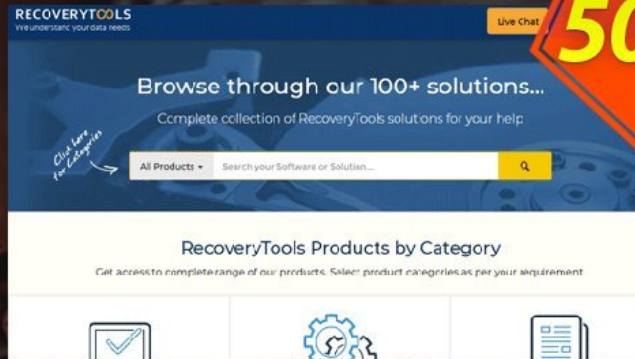 RECOVERYTOOLS
We understand your data needs
Live Chat
50
Browse through our 100+ solutions...
Complete collection of RecoveryTools solutions for your help
Click here
for Categories
All Products
Search your Software or Solution...
RecoveryTools Products by Category
Get access to complete range of our products. Select product categories as per your requirement